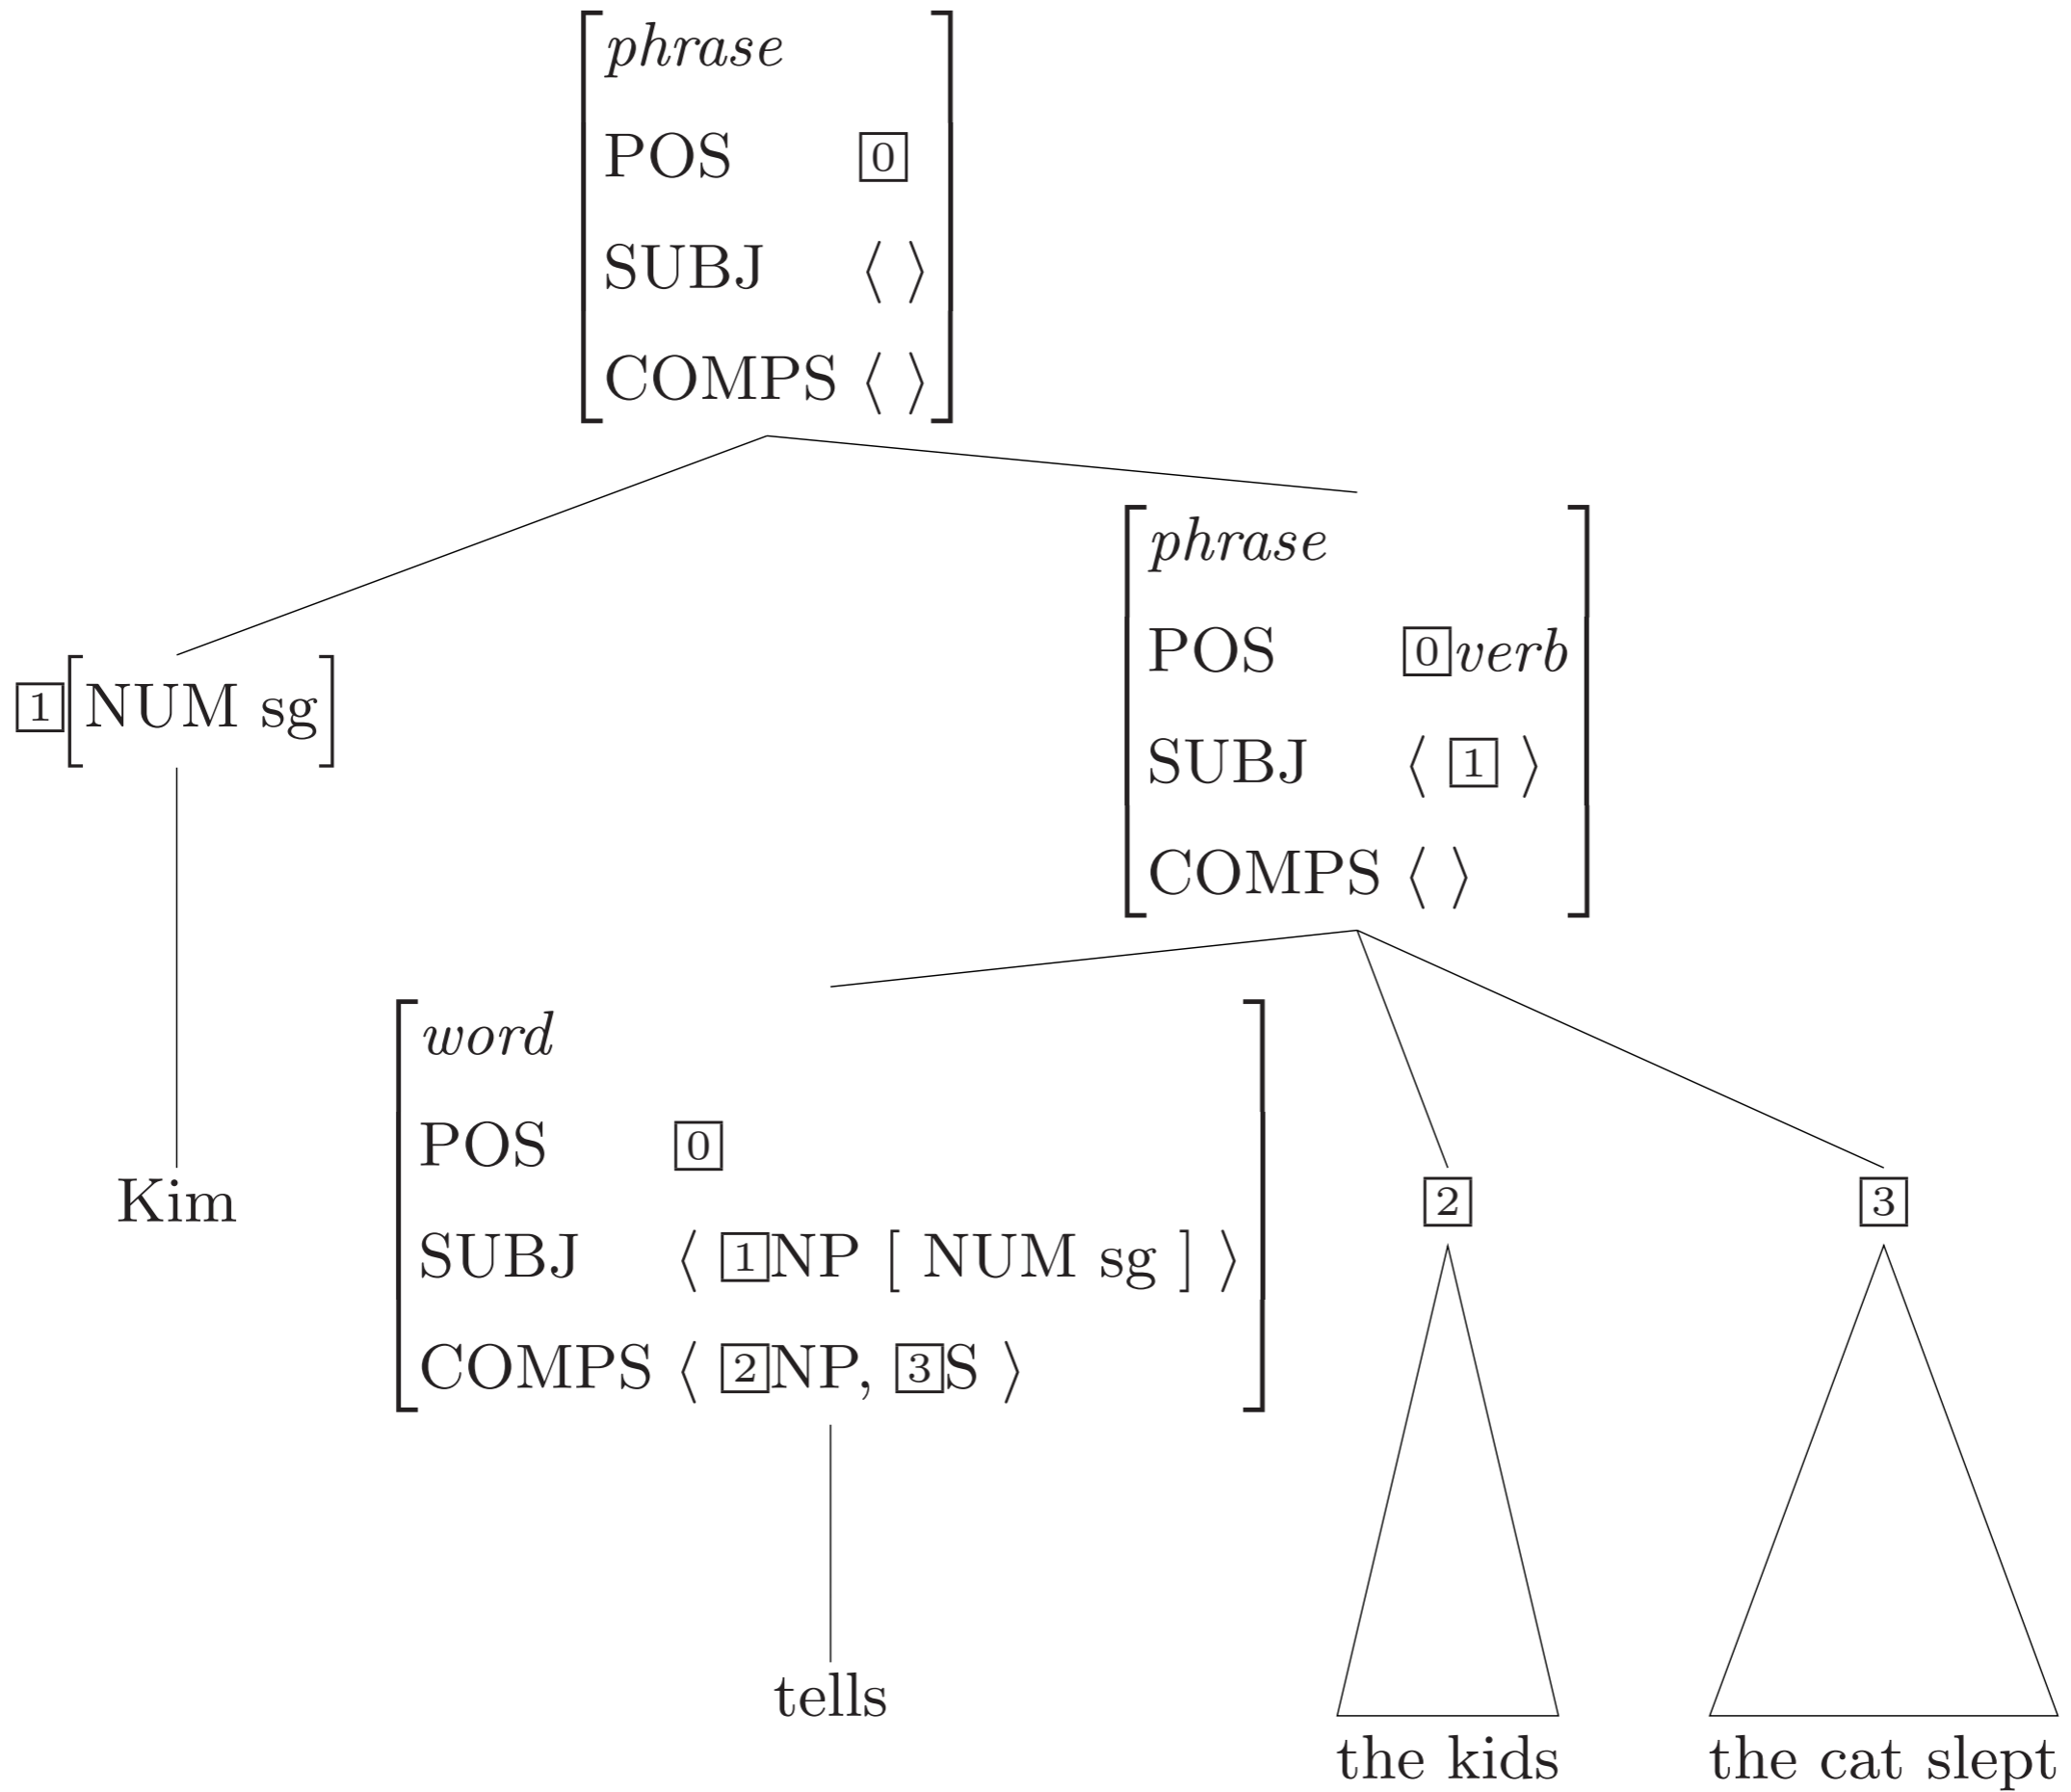 phrase
POS 0
SUBJ ⟨ ⟩
COMPS ⟨ ⟩
phrase
POS 0 verb
SUBJ ⟨ 1 ⟩
COMPS ⟨ ⟩
1 [NUM sg]
Kim
word
POS 0
SUBJ ⟨ 1 NP [ NUM sg ] ⟩
COMPS ⟨ 2 NP, 3 S ⟩
2
3
tells
the kids
the cat slept